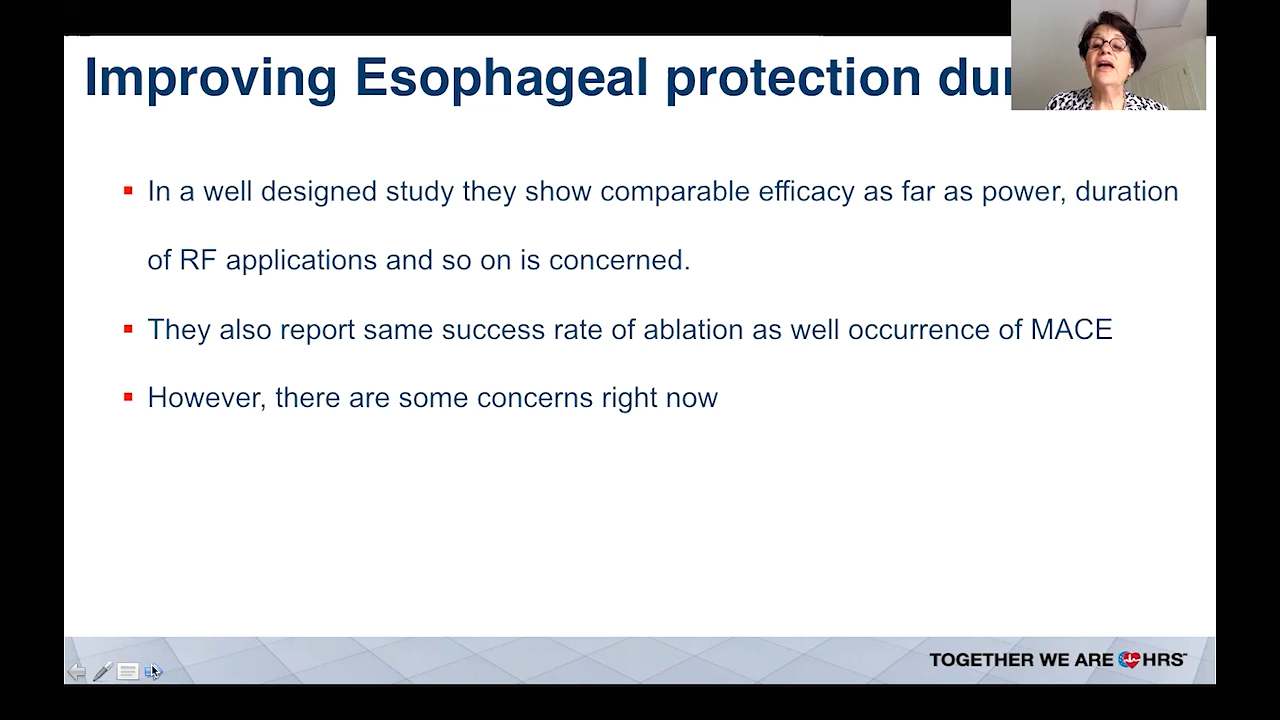 Improving Esophageal protection
In a well designed study they show comparable efficacy as far as power, duration
of RF applications and so on is concerned.
They also report same success rate of ablation as well occurrence of MACE
However, there are some concerns right now
TOGETHER WE ARE HRS